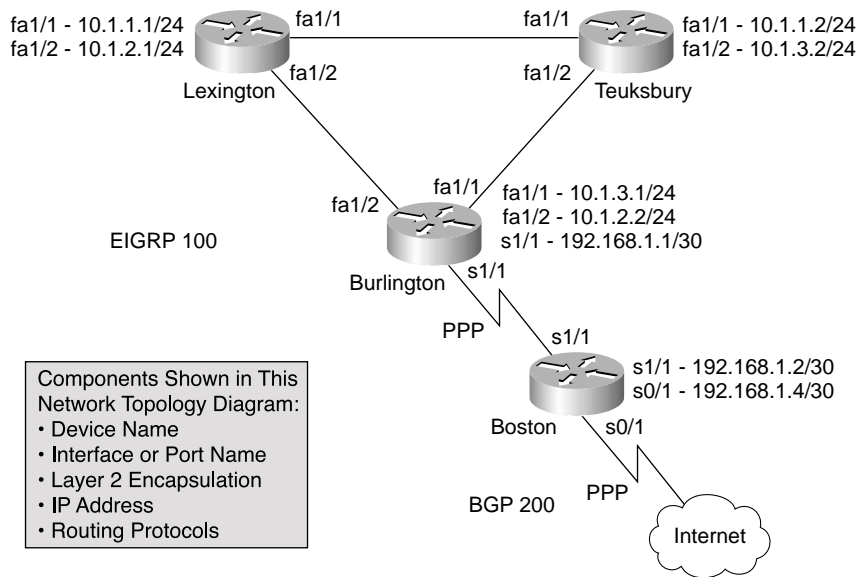 fa1/1 - 10.1.1.1/24
fa1/2 - 10.1.2.1/24
fa1/1
fa1/1
fa1/1 - 10.1.1.2/24
fa1/2 - 10.1.3.2/24
fa1/2
fa1/2
Lexington
Teuksbury
fa1/1
fa1/2
fa1/1 - 10.1.3.1/24
fa1/2 - 10.1.2.2/24
s1/1 - 192.168.1.1/30
EIGRP 100
Burlington
s1/1
PPP
s1/1
s1/1 - 192.168.1.2/30
s0/1 - 192.168.1.4/30
Boston
s0/1
BGP 200
PPP
Internet
Components Shown in This
Network Topology Diagram:
• Device Name
• Interface or Port Name
• Layer 2 Encapsulation
• IP Address
• Routing Protocols